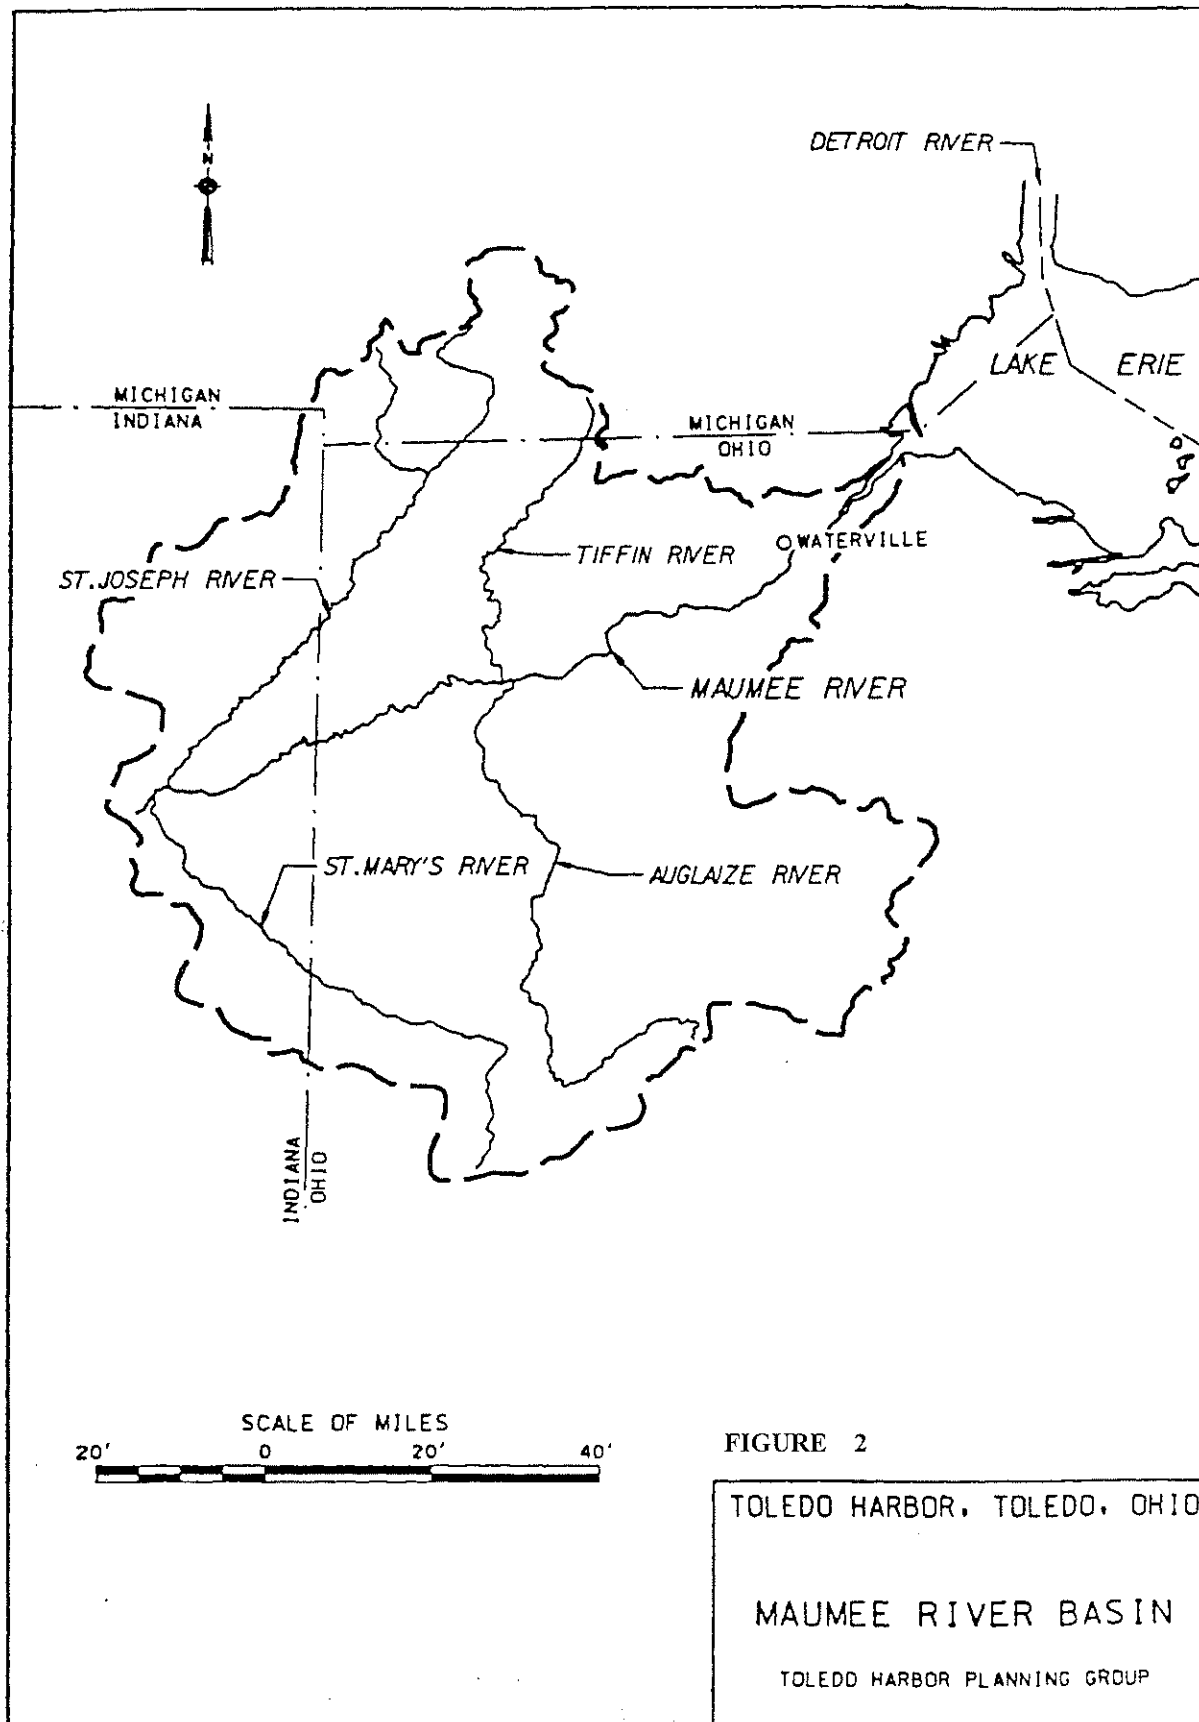 N
DETROIT RIVER
LAKE ERIE
MICHIGAN
INDIANA
MICHIGAN
OHIO
WATERVILLE
TIFFIN RIVER
ST.JOSEPH RIVER
MAUMEE RIVER
ST.MARY'S RIVER
AUGLAIZE RIVER
INDIANA
OHIO
SCALE OF MILES
20' 0 20' 40'
FIGURE 2
TOLEDO HARBOR, TOLEDO, OHIO
MAUMEE RIVER BASIN
TOLEDO HARBOR PLANNING GROUP